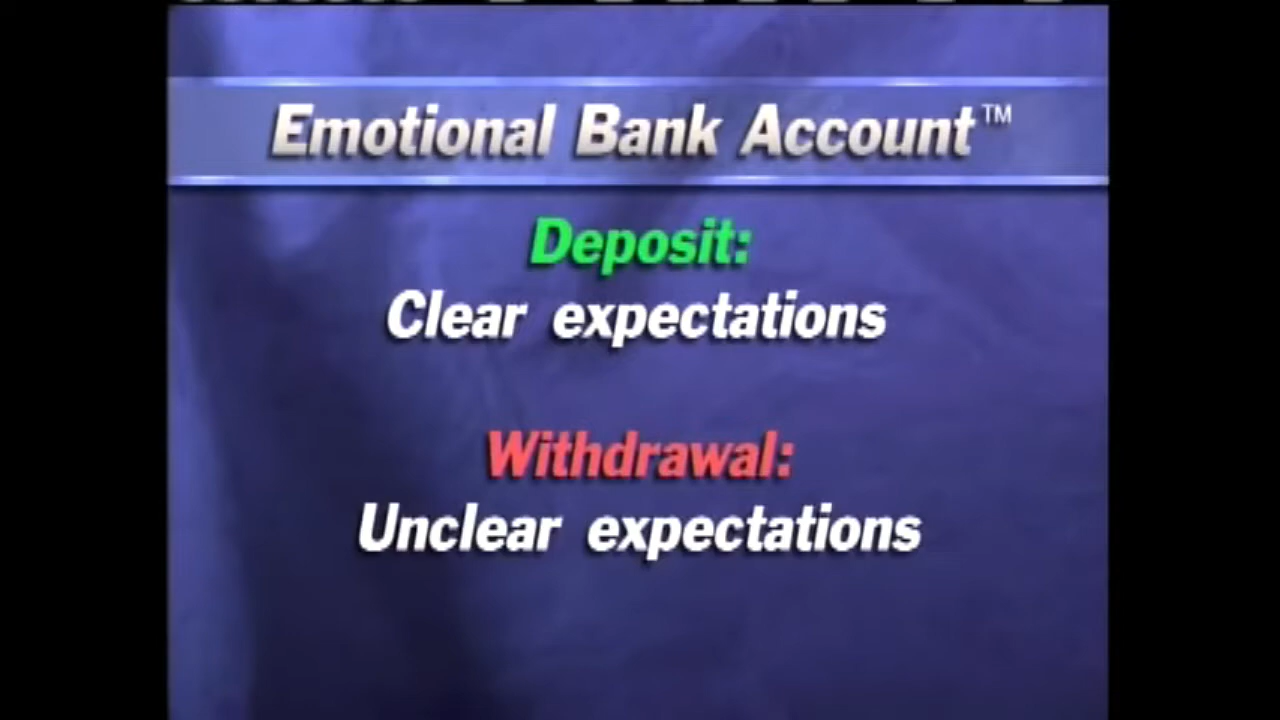 Emotional Bank Account™
Deposit:
Clear expectations
Withdrawal:
Unclear expectations